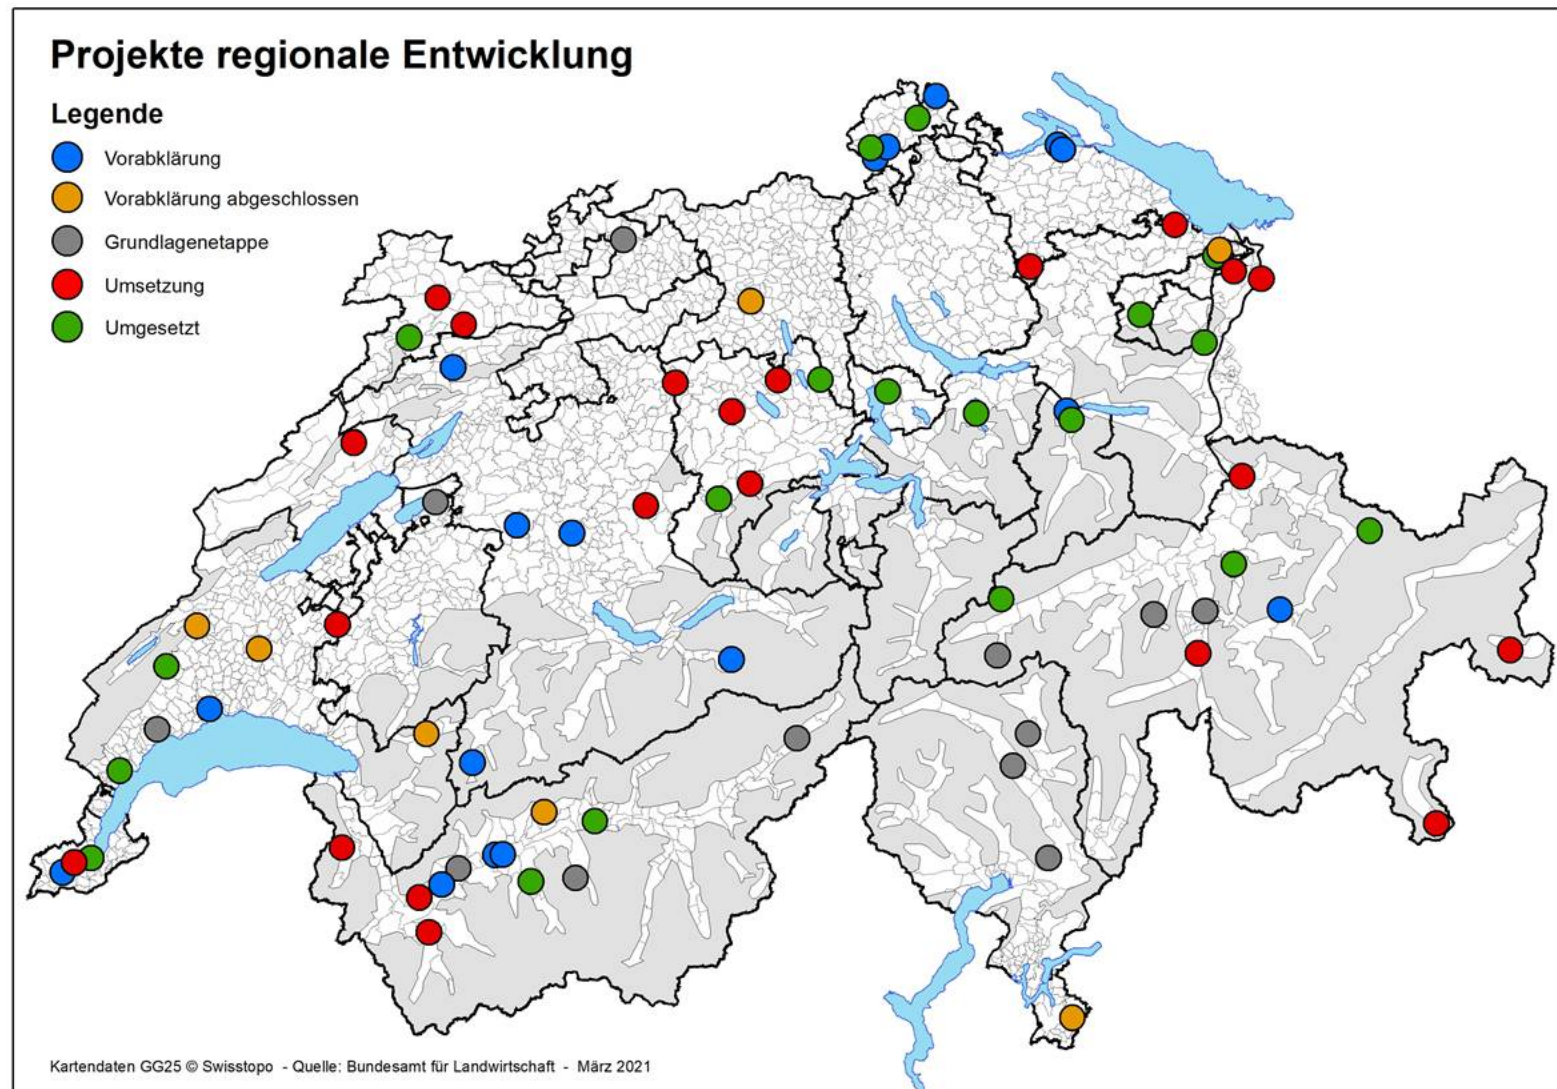 Projekte regionale Entwicklung
Legende
Vorabklärung
Vorabklärung abgeschlossen
Grundlagenetappe
Umsetzung
Umgesetzt
Kartendaten GG25 © Swisstopo - Quelle: Bundesamt für Landwirtschaft - März 2021